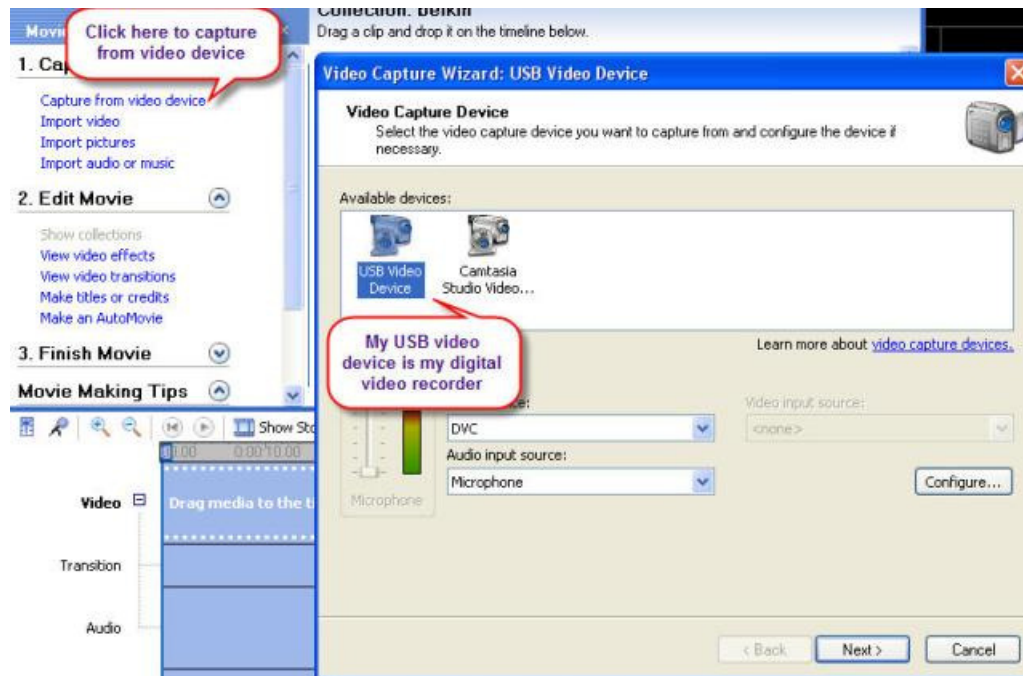 Collection: Belkin
Drag a clip and drop it on the timeline below.
Movi
Click here to capture
from video device
1. Ca
Capture from video device
Import video
Import pictures
Import audio or music
2. Edit Movie
Show collections
View video effects
View video transitions
Make titles or credits
Make an AutoMovie
3. Finish Movie
Movie Making Tips
Video Capture Wizard: USB Video Device
Video Capture Device
Select the video capture device you want to capture from and configure the device if
necessary.
Available devices:
USB Video
Device
Camtasia
Studio Video...
My USB video
device is my digital
video recorder
Learn more about video capture devices.
ce:
DVC
Video input source:
<none>
Audio input source:
Microphone
Microphone
Configure...
< Back
Next >
Cancel
Show Sto
0:00
0:00:10.00
Video
Drag media to the t
Transition
Audio